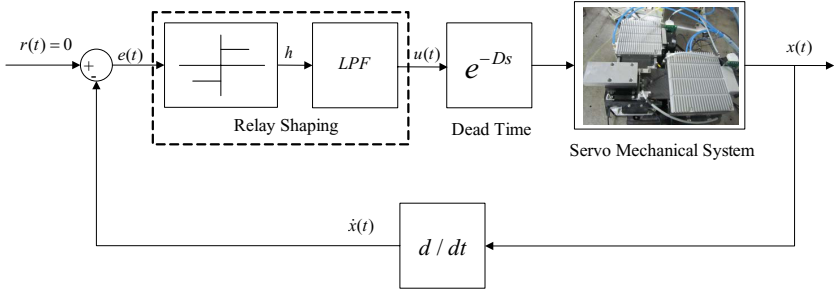 r(t) = 0
e(t)
h
LPF
u(t)
e^{-Ds}
x(t)
+
-
Relay Shaping
Dead Time
Servo Mechanical System
ẋ(t)
d / dt